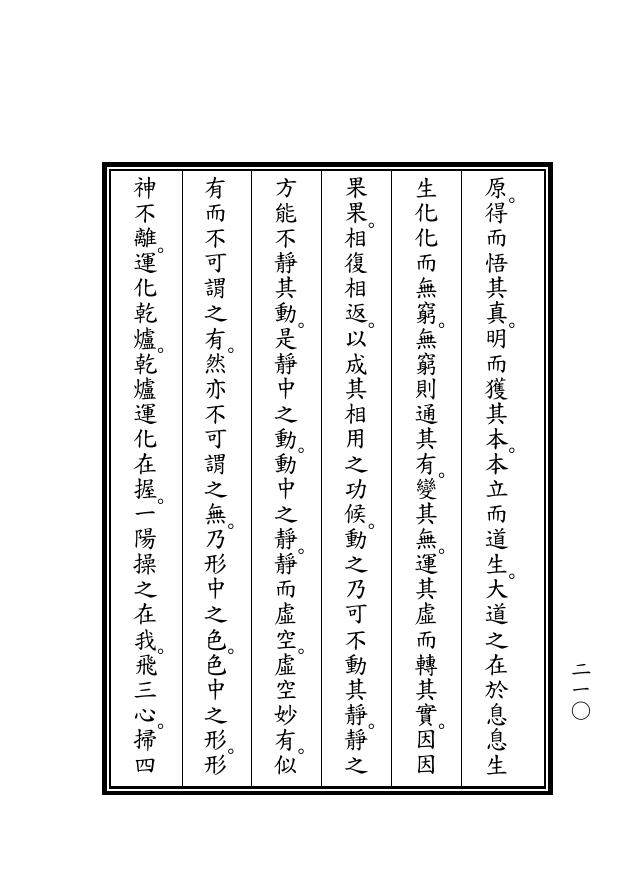 原。得而悟其真。明而獲其本。本立而道生。大道之在於息息生
生化化而無窮。無窮則通其有。變其無。運其虛而轉其實。因因
果果。相復相返。以成其相用之功候。動之乃可不動其靜。靜之
方能不靜其動。是靜中之動。動中之靜。靜而虛空。虛空妙有。似
有而不可謂之有。然亦不可謂之無。乃形中之色。色中之形。形
神不離。運化乾爐。乾爐運化在握。一陽操之在我。飛三心。掃四
二一〇